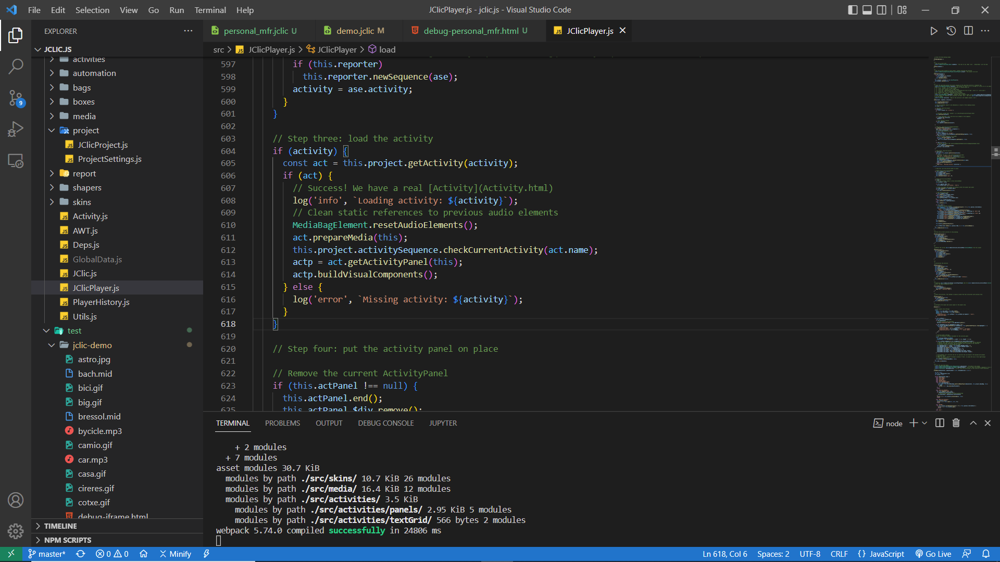 File Edit Selection View Go Run Terminal Help
JClicPlayer.js - jclic.js - Visual Studio Code
EXPLORER
personal_mfr.jclic U
demo.jclic M
debug-personal_mfr.html U
JS JClicPlayer.js
JCLIC.JS
src > JS JClicPlayer.js > JClicPlayer > load
activities
automation
bags
boxes
media
project
JS JClicProject.js
JS ProjectSettings.js
report
shapers
skins
JS Activity.js
JS AWT.js
JS Deps.js
JS GlobalData.js
JS JClic.js
JS JClicPlayer.js
JS PlayerHistory.js
JS Utils.js
test
jclic-demo
astro.jpg
bach.mid
bici.gif
big.gif
bressol.mid
bycicle.mp3
camio.gif
car.mp3
casa.gif
cireres.gif
cotxe.gif
debug-iframe.html
TIMELINE
NPM SCRIPTS
9
597 if (this.reporter)
598 this.reporter.newSequence(ase);
599 activity = ase.activity;
600 }
601 }
602
603 // Step three: load the activity
604 if (activity) {
605 const act = this.project.getActivity(activity);
606 if (act) {
607 // Success! We have a real [Activity](Activity.html)
608 log('info', `Loading activity: ${activity}`);
609 // Clean static references to previous audio elements
610 MediaBagElement.resetAudioElements();
611 act.prepareMedia(this);
612 this.project.activitySequence.checkCurrentActivity(act.name);
613 actp = act.getActivityPanel(this);
614 actp.buildVisualComponents();
615 } else {
616 log('error', `Missing activity: ${activity}`);
617 }
618 }
619
620 // Step four: put the activity panel on place
621
622 // Remove the current ActivityPanel
623 if (this.actPanel !== null) {
624 this.actPanel.end();
625 this.actPanel.$div.remove();
TERMINAL PROBLEMS OUTPUT DEBUG CONSOLE JUPYTER
node
+ 2 modules
+ 7 modules
asset modules 30.7 KiB
modules by path ./src/skins/ 10.7 KiB 26 modules
modules by path ./src/media/ 16.4 KiB 12 modules
modules by path ./src/activities/ 3.5 KiB
modules by path ./src/activities/panels/ 2.95 KiB 5 modules
modules by path ./src/activities/textGrid/ 566 bytes 2 modules
webpack 5.74.0 compiled successfully in 24806 ms
master* 0 0 Minify
Ln 618, Col 6 Spaces: 2 UTF-8 CRLF {} JavaScript Go Live